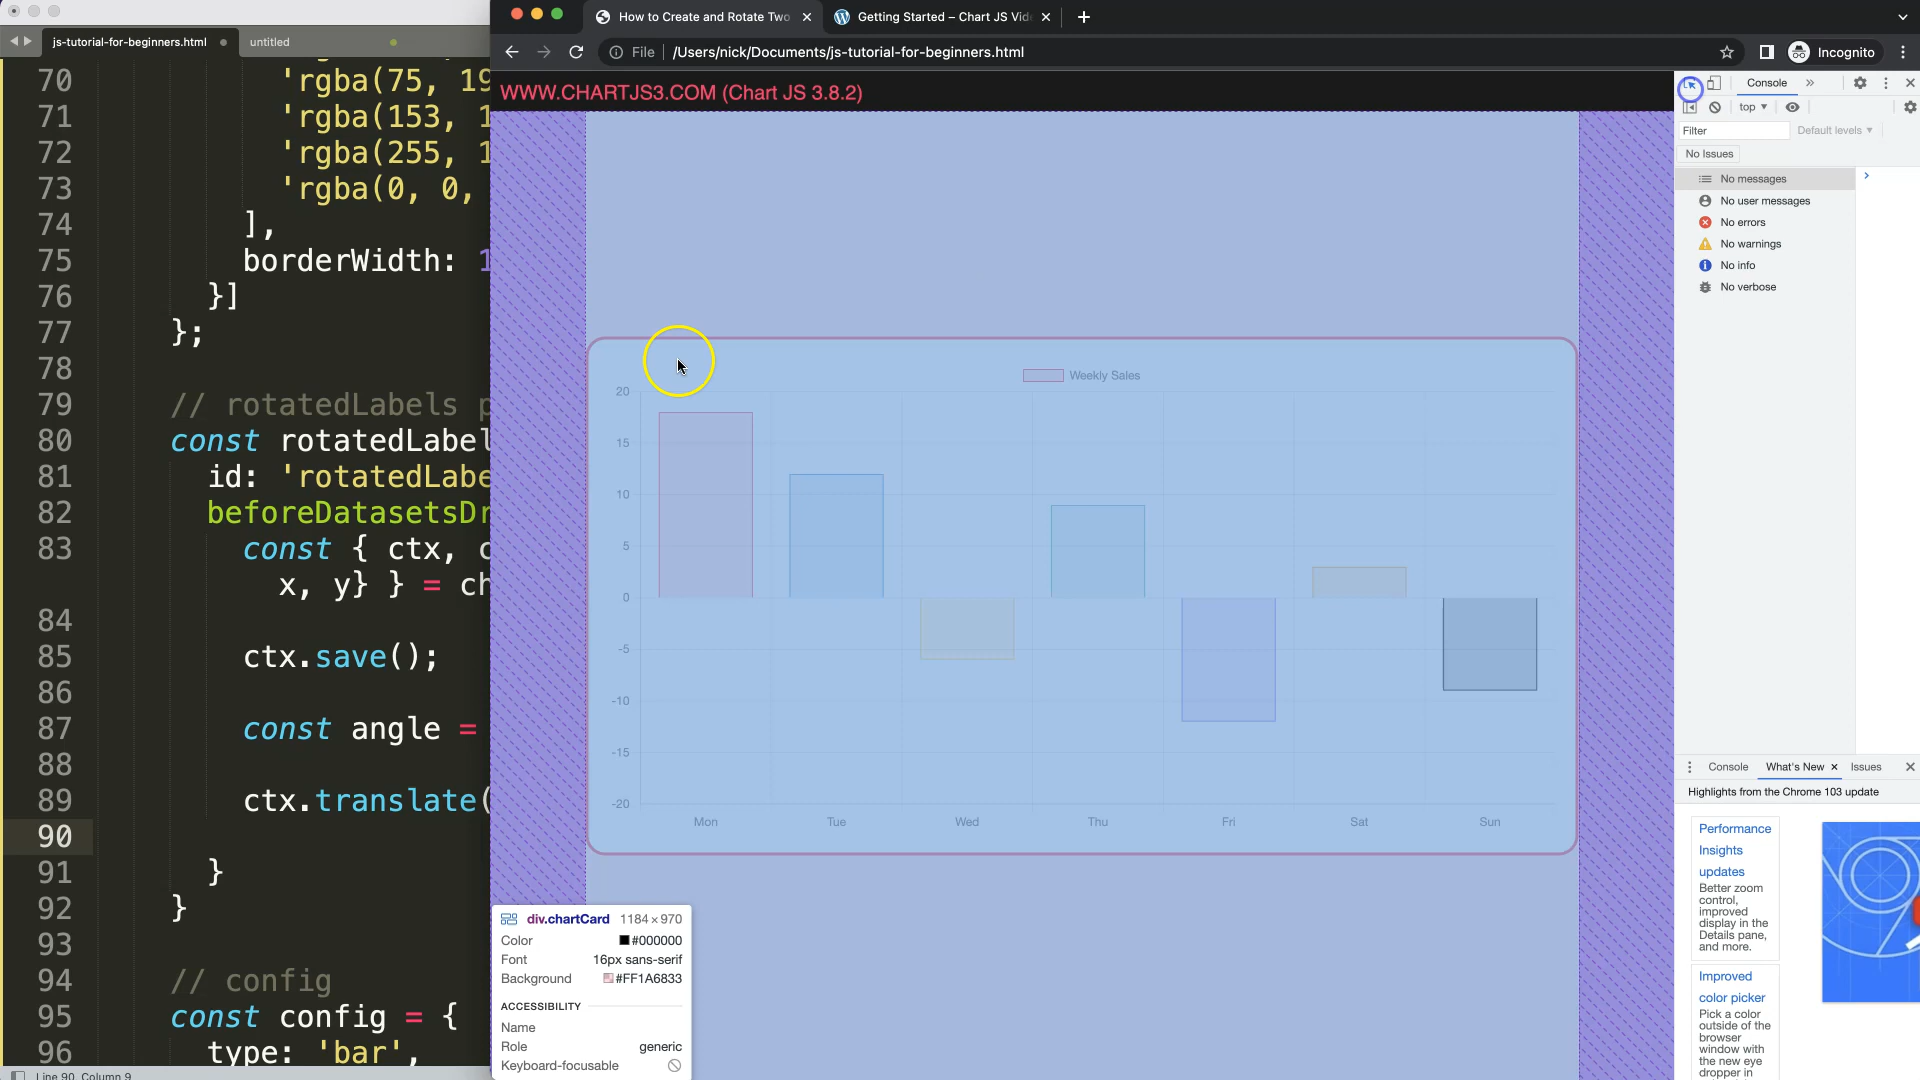 js-tutorial-for-beginners.html
untitled
70 'rgba(75, 19
71 'rgba(153, 1
72 'rgba(255, 1
73 'rgba(0, 0,
74 ],
75 borderWidth: 1
76 }]
77 };
78
79 // rotatedLabels p
80 const rotatedLabel
81 id: 'rotatedLabe
82 beforeDatasetsDr
83 const { ctx, c
x, y} } = ch
84
85 ctx.save();
86
87 const angle =
88
89 ctx.translate(
90
91 }
92 }
93
94 // config
95 const config = {
96 type: 'bar',
Line 90, Column 9
How to Create and Rotate Two
Getting Started – Chart JS Vid
File
/Users/nick/Documents/js-tutorial-for-beginners.html
Incognito
WWW.CHARTJS3.COM (Chart JS 3.8.2)
Weekly Sales
20
15
10
5
0
-5
-10
-15
-20
Mon Tue Wed Thu Fri Sat Sun
div.chartCard 1184×970
Color #000000
Font 16px sans-serif
Background #FF1A6833
ACCESSIBILITY
Name
Role generic
Keyboard-focusable
Console
top
Filter
Default levels
No Issues
No messages
No user messages
No errors
No warnings
No info
No verbose
Console What's New Issues
Highlights from the Chrome 103 update
Performance
Insights
updates
Better zoom
control,
improved
display in the
Details pane,
and more.
Improved
color picker
Pick a color
outside of the
browser
window with
the new eye
dropper in